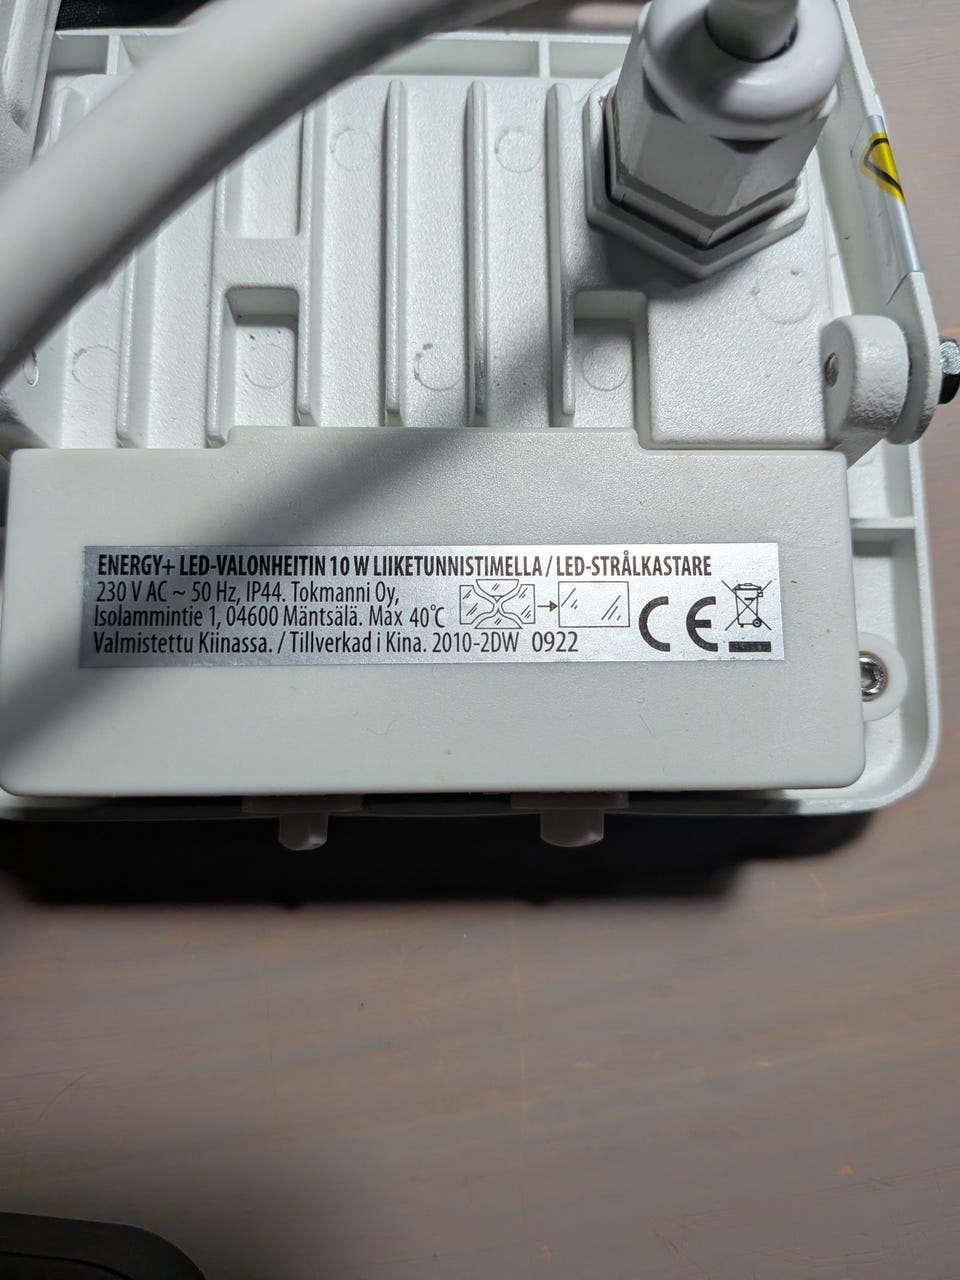 ENERGY+ LED-VALONHEITIN 10 W LIIKETUNNISTIMELLA / LED-STRÅLKASTARE
230 V AC ~ 50 Hz, IP44. Tokmanni Oy,
Isolammintie 1, 04600 Mäntsälä. Max 40°C
Valmistettu Kiinassa. / Tillverkad i Kina. 2010-2DW 0922
CE